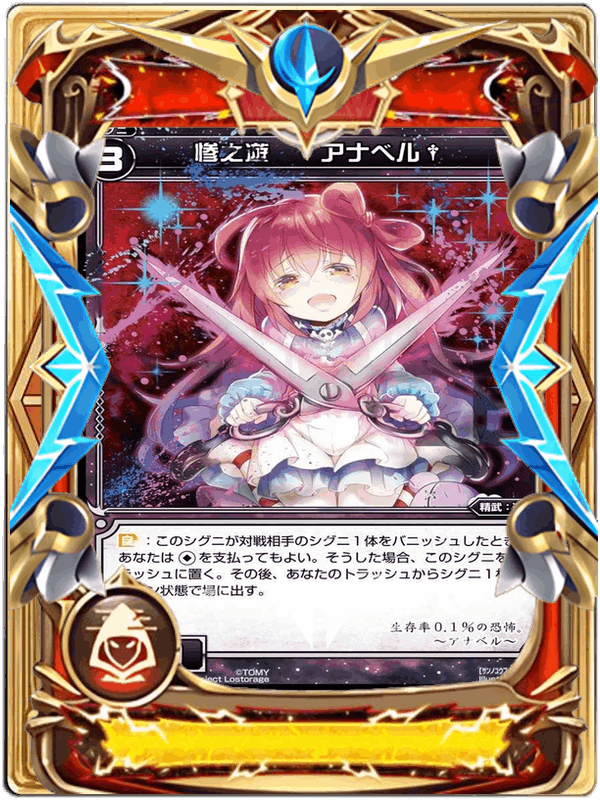 3
惨之遊 アナベル†
精武:
自:このシグニが対戦相手のシグニ1体をバニッシュしたとき
あなたは◆を支払ってもよい。そうした場合、このシグニを
ラッシュに置く。その後、あなたのトラッシュからシグニ1
ン状態で場に出す。
生存率0.1%の恐怖。
~アナベル~
©TOMY
ject Lostorage